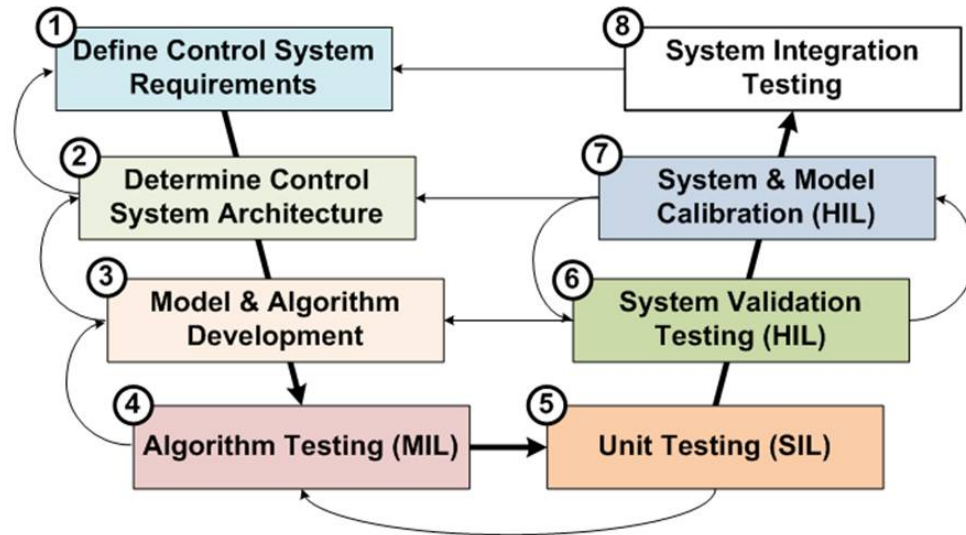 1
Define Control System
Requirements
8
System Integration
Testing
2
Determine Control
System Architecture
7
System & Model
Calibration (HIL)
3
Model & Algorithm
Development
6
System Validation
Testing (HIL)
4
Algorithm Testing (MIL)
5
Unit Testing (SIL)